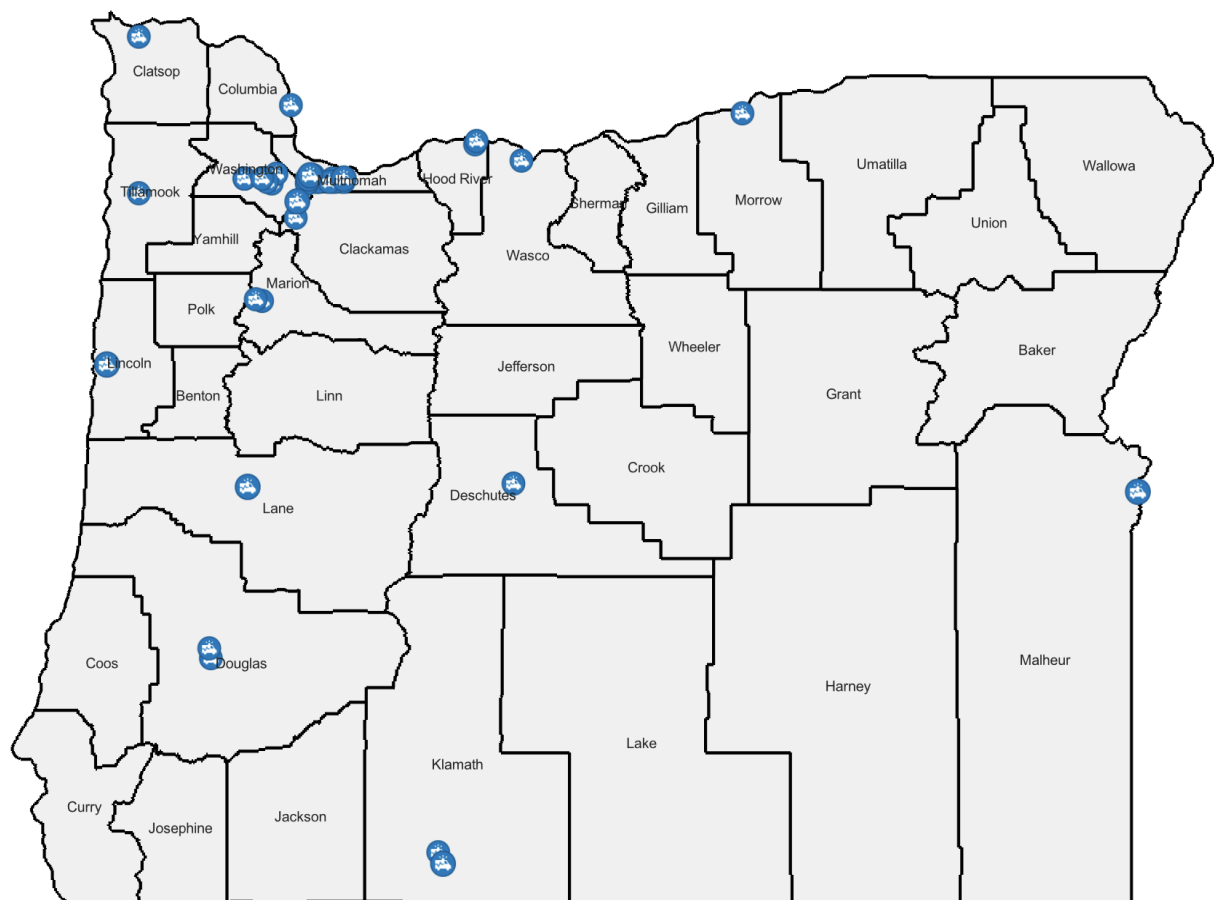 Clatsop
Columbia
Washington
Multnomah
Hood River
Tillamook
Umatilla
Wallowa
Sherman
Gilliam
Morrow
Union
Yamhill
Clackamas
Wasco
Marion
Polk
Wheeler
Baker
Lincoln
Jefferson
Benton
Linn
Grant
Crook
Deschutes
Lane
Coos
Douglas
Malheur
Harney
Lake
Klamath
Curry
Jackson
Josephine